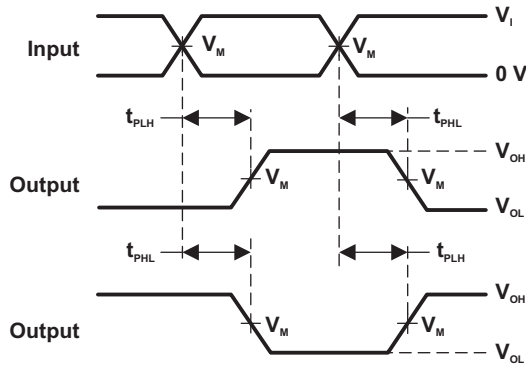 V_I
Input V_M V_M
0 V
t_PLH t_PHL
V_OH
Output V_M V_M
V_OL
t_PHL t_PLH
V_OH
Output V_M V_M
V_OL